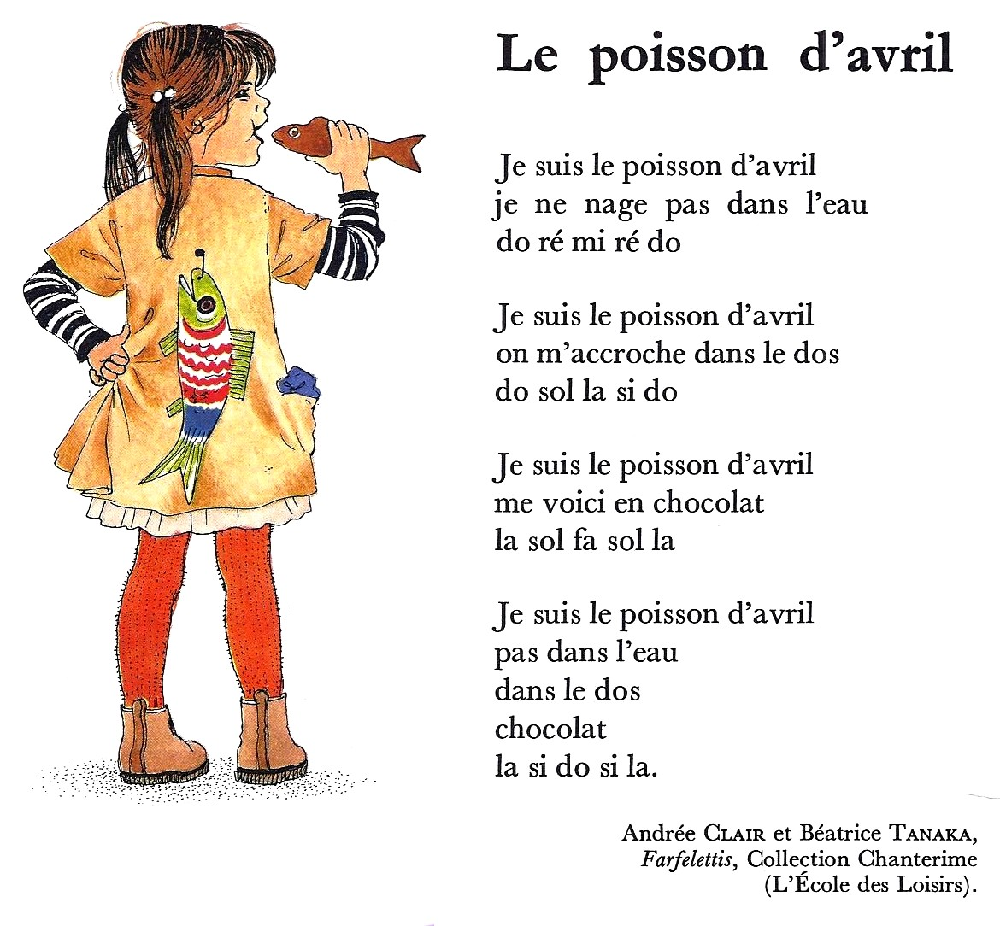 Le poisson d'avril
Je suis le poisson d'avril
je ne nage pas dans l'eau
do ré mi ré do
Je suis le poisson d'avril
on m'accroche dans le dos
do sol la si do
Je suis le poisson d'avril
me voici en chocolat
la sol fa sol la
Je suis le poisson d'avril
pas dans l'eau
dans le dos
chocolat
la si do si la.
Andrée CLAIR et Béatrice TANAKA,
Farfelettis, Collection Chanterime
(L'École des Loisirs).